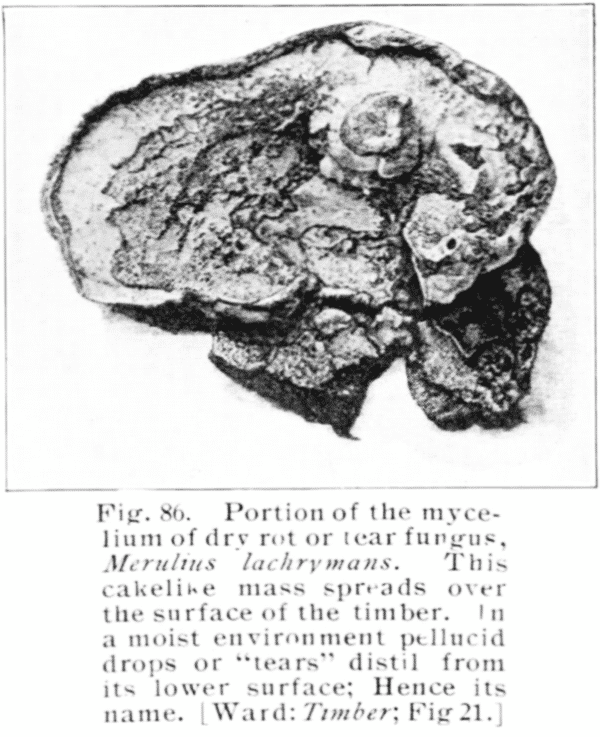 Fig. 86. Portion of the myce-
lium of dry rot or tear fungus,
Merulius lachrymans. This
cakelike mass spreads over
the surface of the timber. In
a moist environment pellucid
drops or "tears" distil from
its lower surface; Hence its
name. [Ward: Timber; Fig 21.]